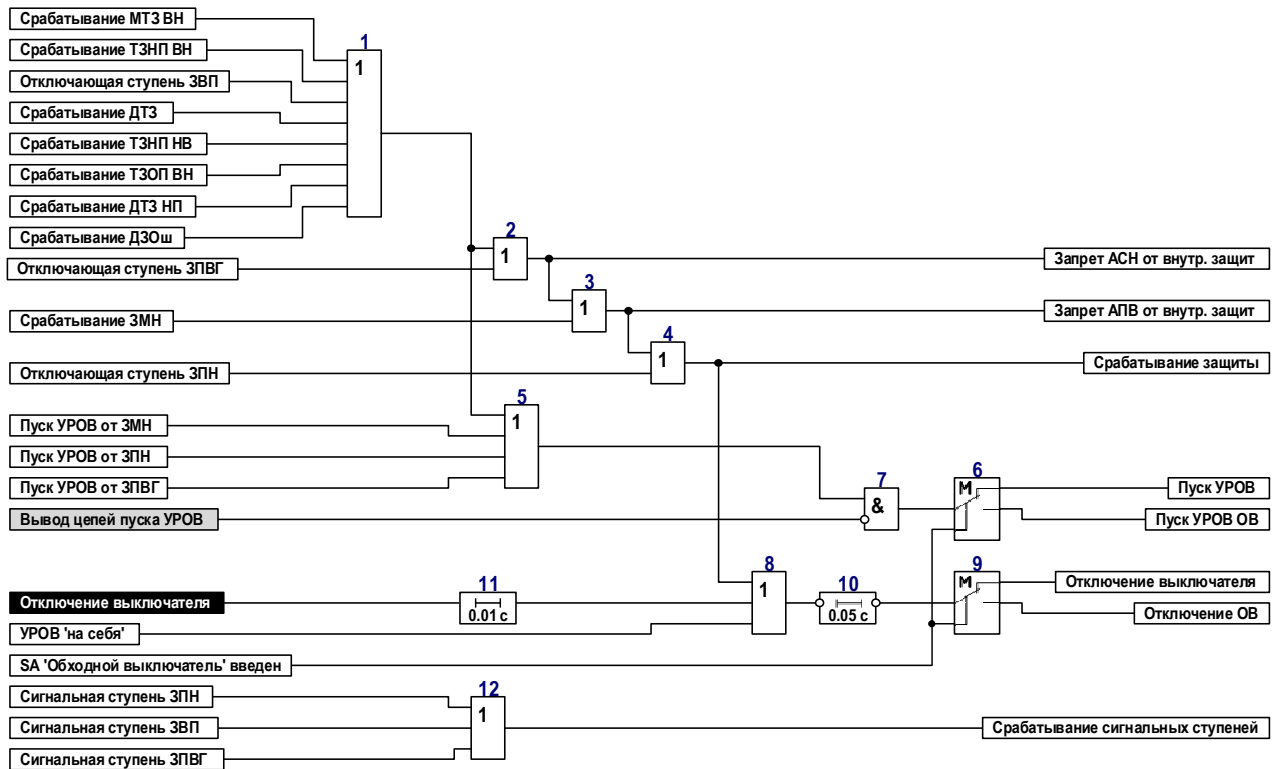 Срабатывание МТЗ ВН
Срабатывание ТЗНП ВН
Отключающая ступень ЗВП
Срабатывание ДТЗ
Срабатывание ТЗНП НВ
Срабатывание ТЗОП ВН
Срабатывание ДТЗ НП
Срабатывание ДЗОш
1
1
2
1
Отключающая ступень ЗПВГ
Запрет АСН от внутр. защит
3
1
Срабатывание ЗМН
Запрет АПВ от внутр. защит
4
1
Отключающая ступень ЗПН
Срабатывание защиты
5
1
Пуск УРОВ от ЗМН
Пуск УРОВ от ЗПН
Пуск УРОВ от ЗПВГ
Вывод цепей пуска УРОВ
7
&
6
М
Пуск УРОВ
Пуск УРОВ ОВ
Отключение выключателя
11
0.01 с
8
1
10
0.05 с
9
М
Отключение выключателя
Отключение ОВ
УРОВ 'на себя'
SA 'Обходной выключатель' введен
Сигнальная ступень ЗПН
Сигнальная ступень ЗВП
Сигнальная ступень ЗПВГ
12
1
Срабатывание сигнальных ступеней